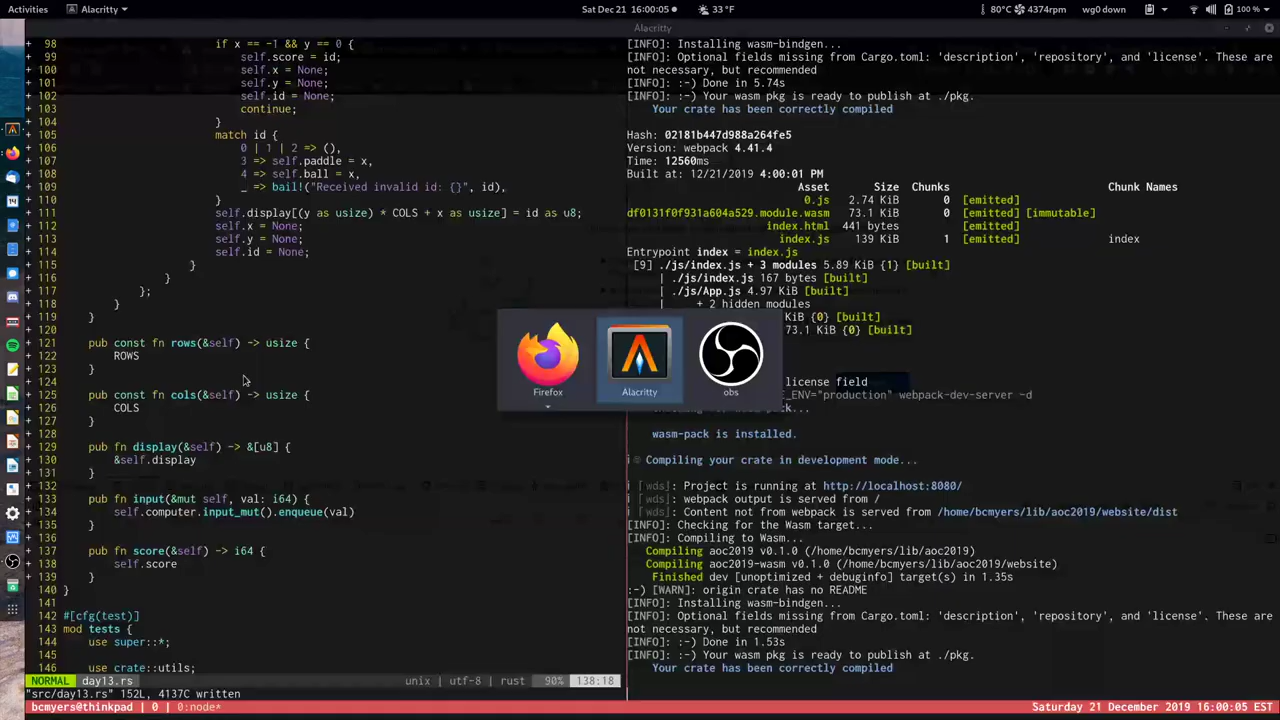 Activities
Alacritty
Sat Dec 21 16:00:05
33 °F
80°C
4374rpm
wg0 down
100 %
Alacritty
+ 98 if x == -1 && y == 0 {
+ 99 self.score = id;
+ 100 self.x = None;
+ 101 self.y = None;
+ 102 self.id = None;
+ 103 continue;
+ 104 }
+ 105 match id {
+ 106 0 | 1 | 2 => (),
+ 107 3 => self.paddle = x,
+ 108 4 => self.ball = x,
+ 109 _ => bail!("Received invalid id: {}", id),
+ 110 }
+ 111 self.display[(y as usize) * COLS + x as usize] = id as u8;
+ 112 self.x = None;
+ 113 self.y = None;
+ 114 self.id = None;
+ 115 }
+ 116 }
+ 117 };
+ 118 }
+ 119 }
+ 120
+ 121 pub const fn rows(&self) -> usize {
+ 122 ROWS
+ 123 }
+ 124
+ 125 pub const fn cols(&self) -> usize {
+ 126 COLS
+ 127 }
+ 128
+ 129 pub fn display(&self) -> &[u8] {
+ 130 &self.display
+ 131 }
+ 132
+ 133 pub fn input(&mut self, val: i64) {
+ 134 self.computer.input_mut().enqueue(val)
+ 135 }
+ 136
+ 137 pub fn score(&self) -> i64 {
+ 138 self.score
+ 139 }
140 }
141
142 #[cfg(test)]
143 mod tests {
144 use super::*;
145
146 use crate::utils;
NORMAL day13.rs unix | utf-8 | rust 90% 138:18
"src/day13.rs" 152L, 4137C written
[INFO]: Installing wasm-bindgen...
[INFO]: Optional fields missing from Cargo.toml: 'description', 'repository', and 'license'. These are
not necessary, but recommended
[INFO]: :-) Done in 5.74s
[INFO]: :-) Your wasm pkg is ready to publish at ./pkg.
Your crate has been correctly compiled
Hash: 02181b447d988a264fe5
Version: webpack 4.41.4
Time: 12560ms
Built at: 12/21/2019 4:00:01 PM
Asset Size Chunks Chunk Names
0.js 2.74 KiB 0 [emitted]
df0131f0f931a604a529.module.wasm 73.1 KiB 0 [emitted] [immutable]
index.html 441 bytes [emitted]
index.js 139 KiB 1 [emitted] index
Entrypoint index = index.js
[9] ./js/index.js + 3 modules 5.89 KiB {1} [built]
| ./js/index.js 167 bytes [built]
| ./js/App.js 4.97 KiB [built]
| + 2 hidden modules
KiB {0} [built]
73.1 KiB {0} [built]
license field
E_ENV="production" webpack-dev-server -d
wasm-pack is installed.
Compiling your crate in development mode...
i [wds]: Project is running at http://localhost:8080/
i [wds]: webpack output is served from /
i [wds]: Content not from webpack is served from /home/bcmyers/lib/aoc2019/website/dist
[INFO]: Checking for the Wasm target...
[INFO]: Compiling to Wasm...
Compiling aoc2019 v0.1.0 (/home/bcmyers/lib/aoc2019)
Compiling aoc2019-wasm v0.1.0 (/home/bcmyers/lib/aoc2019/website)
Finished dev [unoptimized + debuginfo] target(s) in 1.35s
:-) [WARN]: origin crate has no README
[INFO]: Installing wasm-bindgen...
[INFO]: Optional fields missing from Cargo.toml: 'description', 'repository', and 'license'. These are
not necessary, but recommended
[INFO]: :-) Done in 1.53s
[INFO]: :-) Your wasm pkg is ready to publish at ./pkg.
Your crate has been correctly compiled
Firefox
Alacritty
obs
bcmyers@thinkpad | 0 | 0:node*
Saturday 21 December 2019 16:00:05 EST